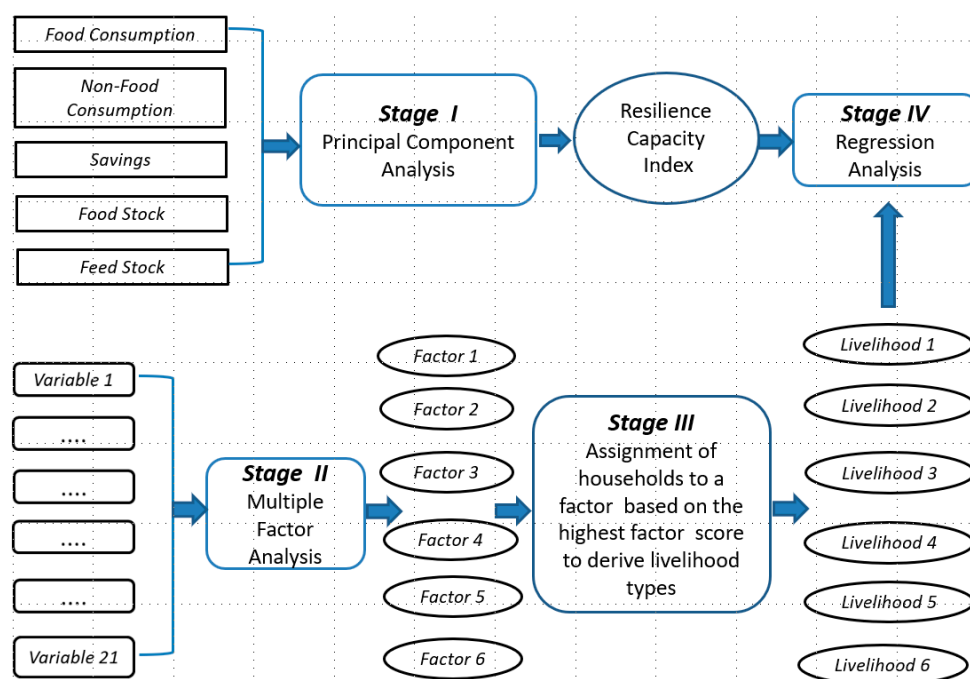 Food Consumption
Non-Food
Consumption
Savings
Food Stock
Feed Stock
Stage I
Principal Component
Analysis
Resilience
Capacity
Index
Stage IV
Regression
Analysis
Variable 1
....
....
....
....
Variable 21
Stage II
Multiple
Factor
Analysis
Factor 1
Factor 2
Factor 3
Factor 4
Factor 5
Factor 6
Stage III
Assignment of
households to a
factor based on the
highest factor score
to derive livelihood
types
Livelihood 1
Livelihood 2
Livelihood 3
Livelihood 4
Livelihood 5
Livelihood 6